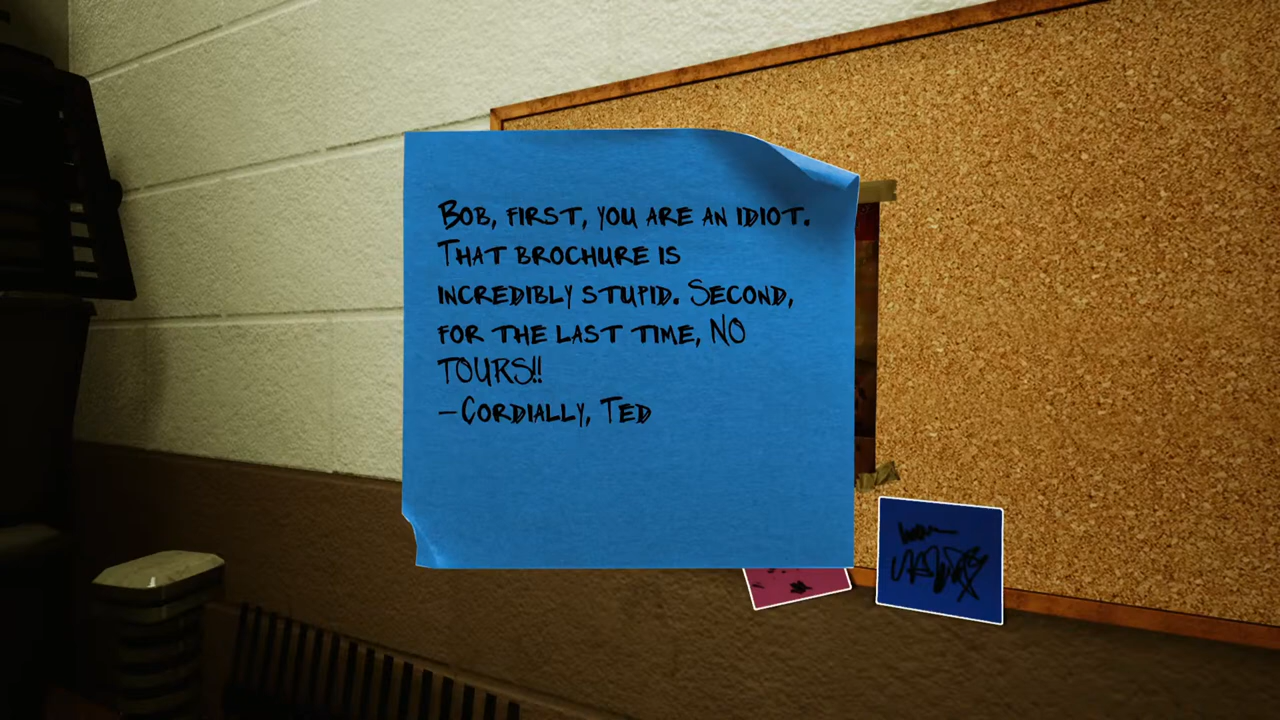 Bob, first, you are an idiot.
That brochure is
incredibly stupid. Second,
for the last time, NO
TOURS!!
-Cordially, Ted